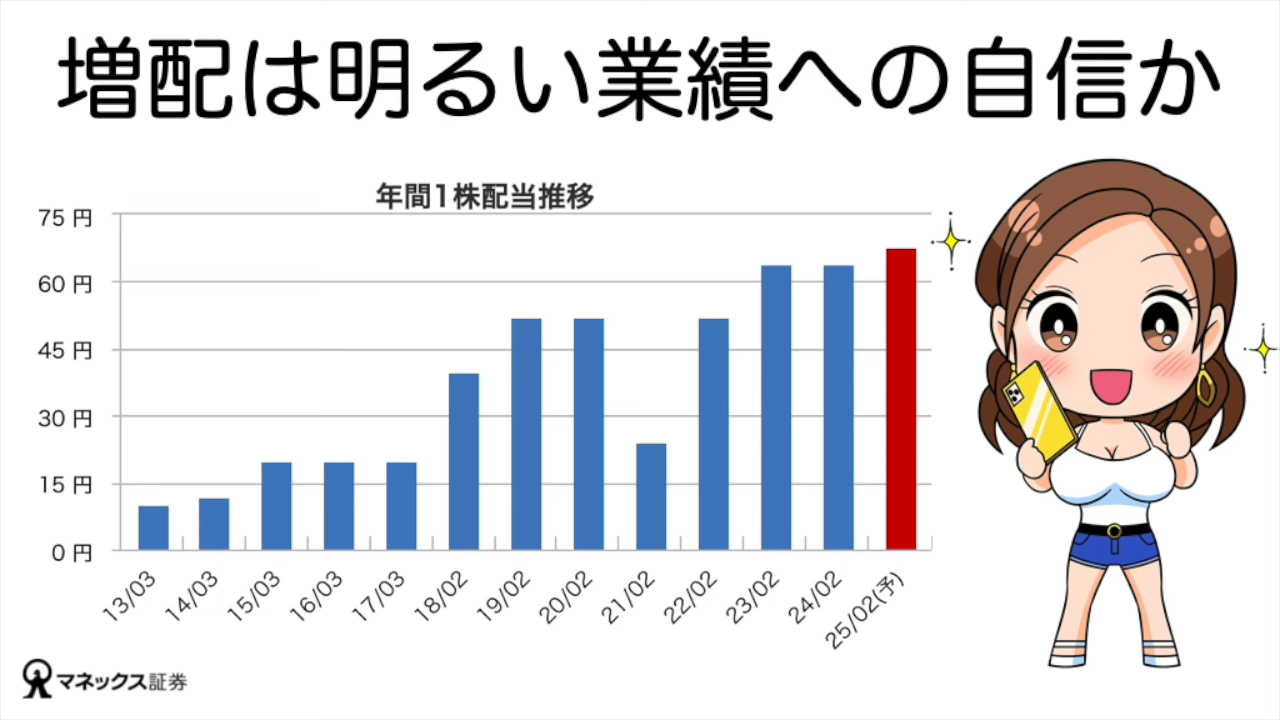 増配は明るい業績への自信か
年間1株配当推移
75 円
60 円
45 円
30 円
15 円
0 円
13/03
14/03
15/03
16/03
17/03
18/02
19/02
20/02
21/02
22/02
23/02
24/02
25/02(予)
マネックス証券